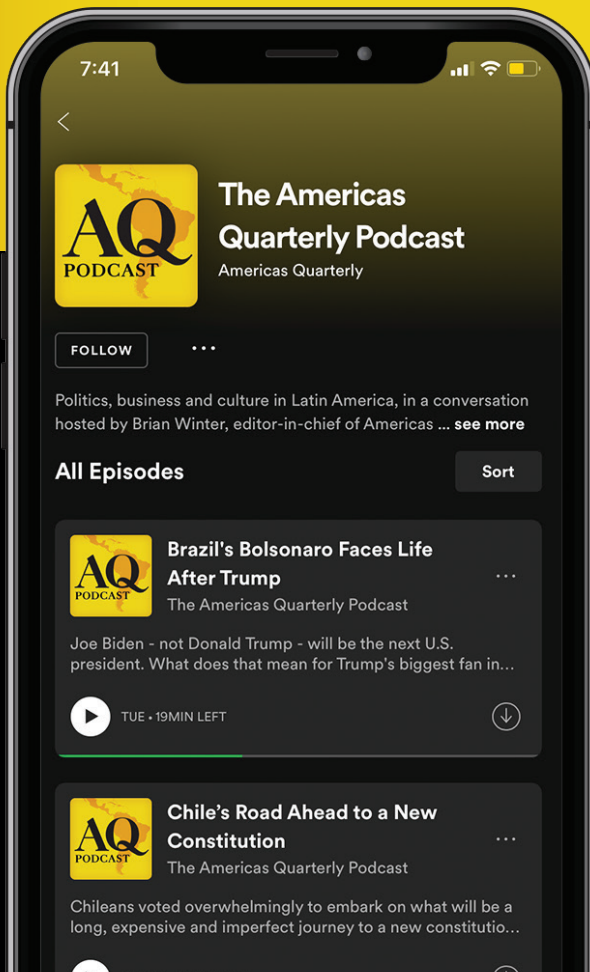 7:41
AQ
PODCAST
The Americas
Quarterly Podcast
Americas Quarterly
FOLLOW
Politics, business and culture in Latin America, in a conversation
hosted by Brian Winter, editor-in-chief of Americas ... see more
All Episodes
Sort
AQ
PODCAST
Brazil's Bolsonaro Faces Life
After Trump
The Americas Quarterly Podcast
Joe Biden - not Donald Trump - will be the next U.S.
president. What does that mean for Trump's biggest fan in...
TUE • 19MIN LEFT
AQ
PODCAST
Chile’s Road Ahead to a New
Constitution
The Americas Quarterly Podcast
Chileans voted overwhelmingly to embark on what will be a
long, expensive and imperfect journey to a new constitutio...